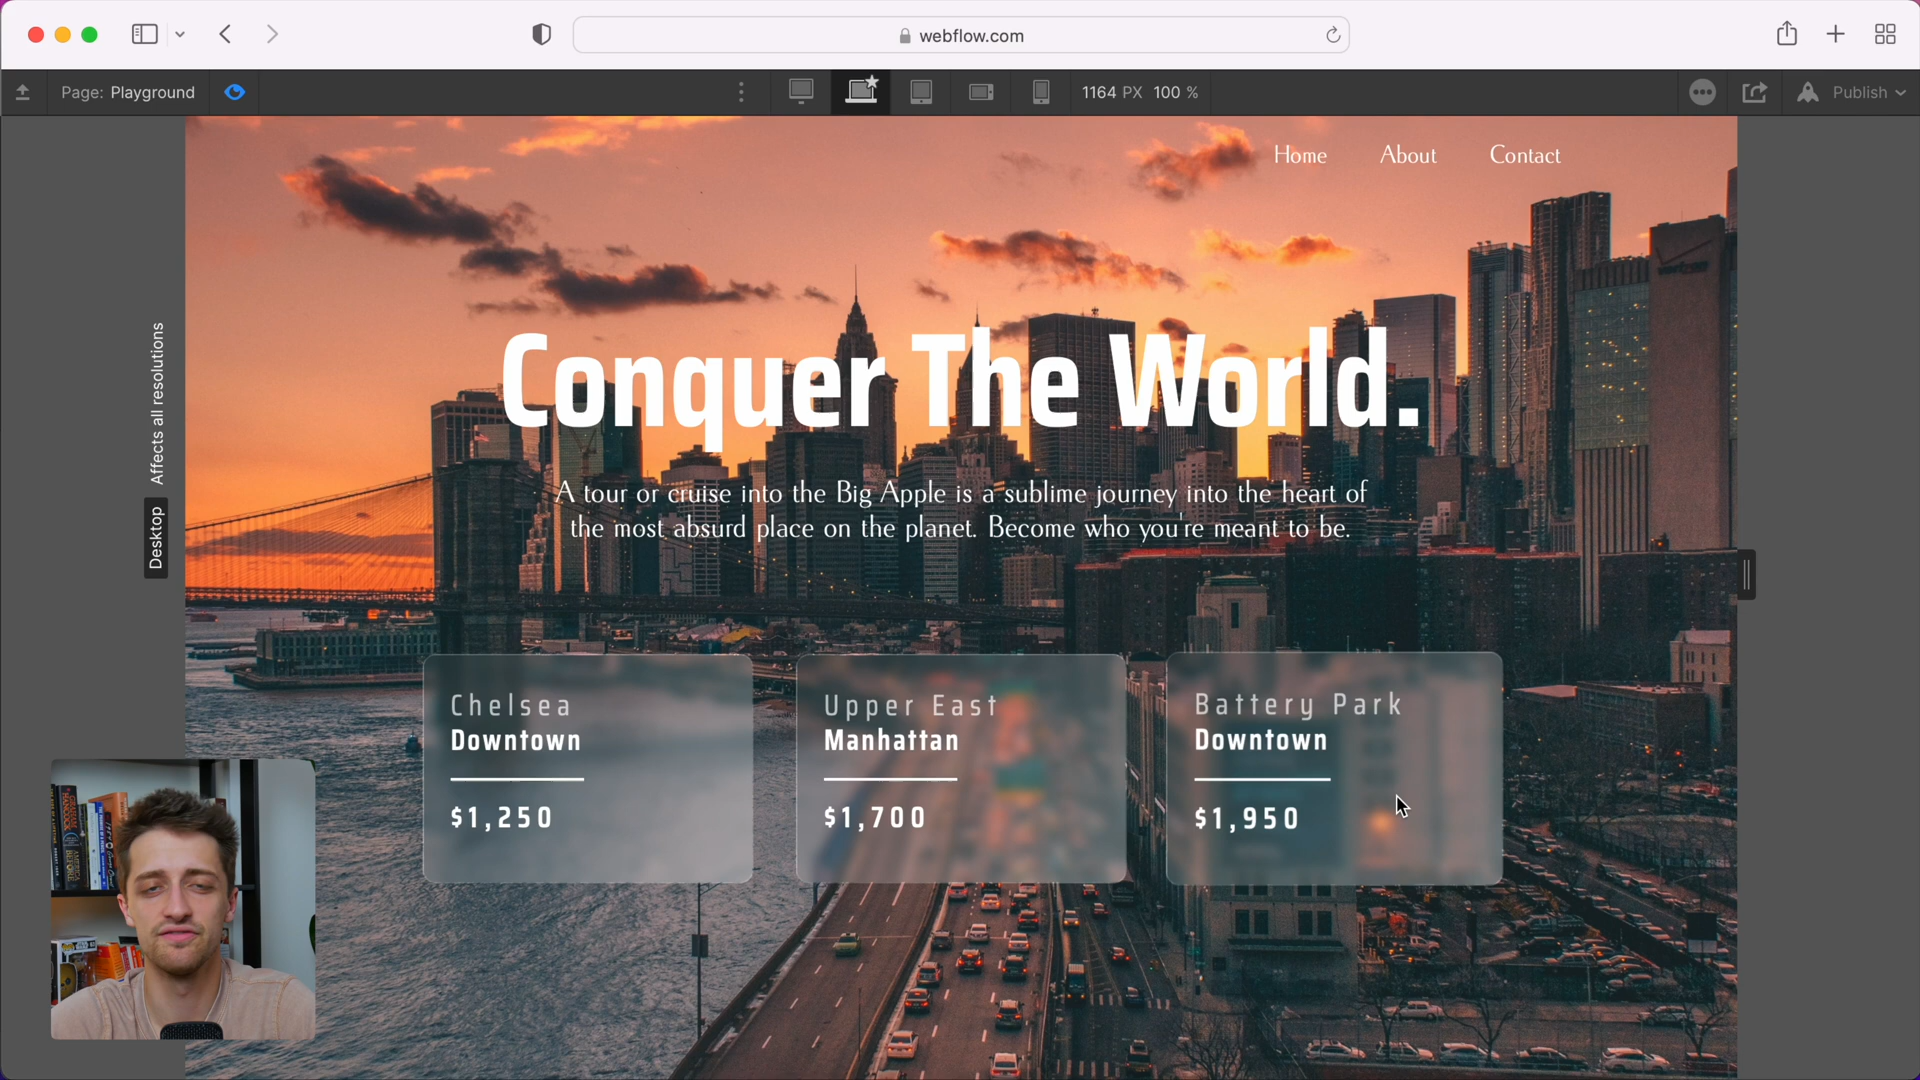 webflow.com
Page: Playground
1164 PX 100 %
Publish
Home About Contact
Desktop Affects all resolutions
Conquer The World.
A tour or cruise into the Big Apple is a sublime journey into the heart of
the most absurd place on the planet. Become who you're meant to be.
Chelsea
Downtown
$1,250
Upper East
Manhattan
$1,700
Battery Park
Downtown
$1,950
verizon